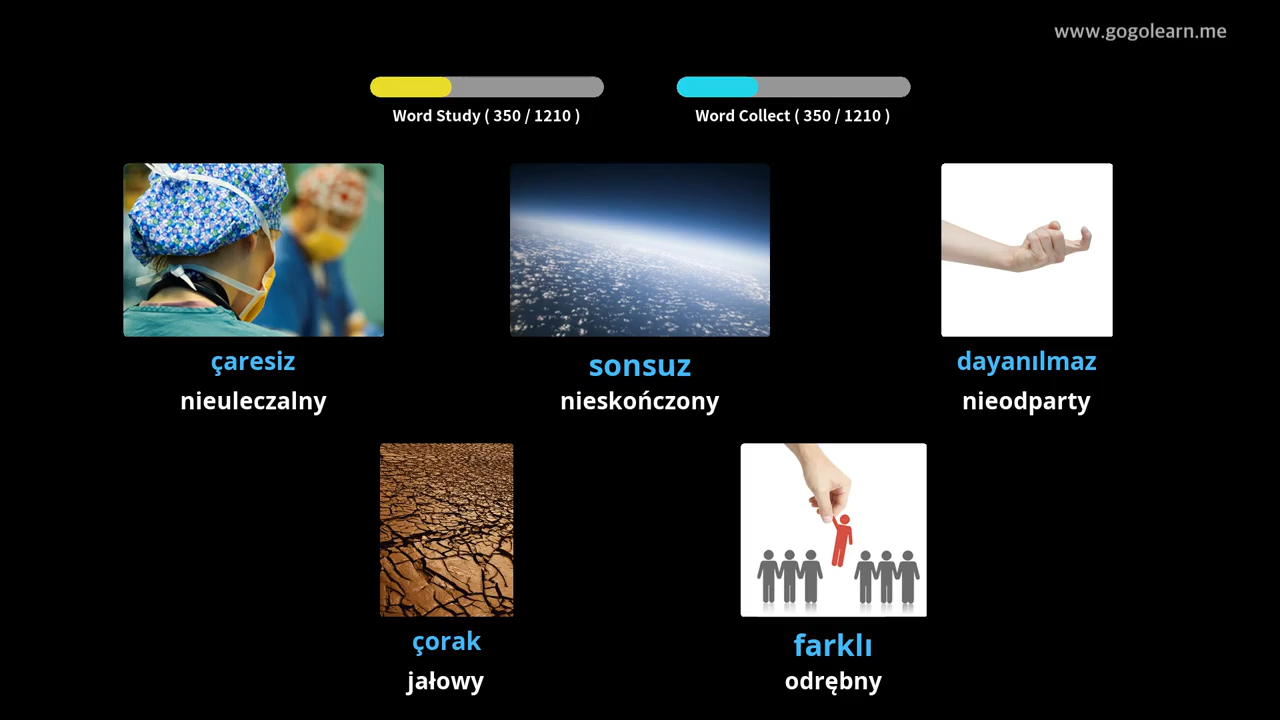 www.gogolearn.me
Word Study ( 350 / 1210 )
Word Collect ( 350 / 1210 )
çaresiz
nieuleczalny
sonsuz
nieskończony
dayanılmaz
nieodparty
çorak
jałowy
farklı
odrębny